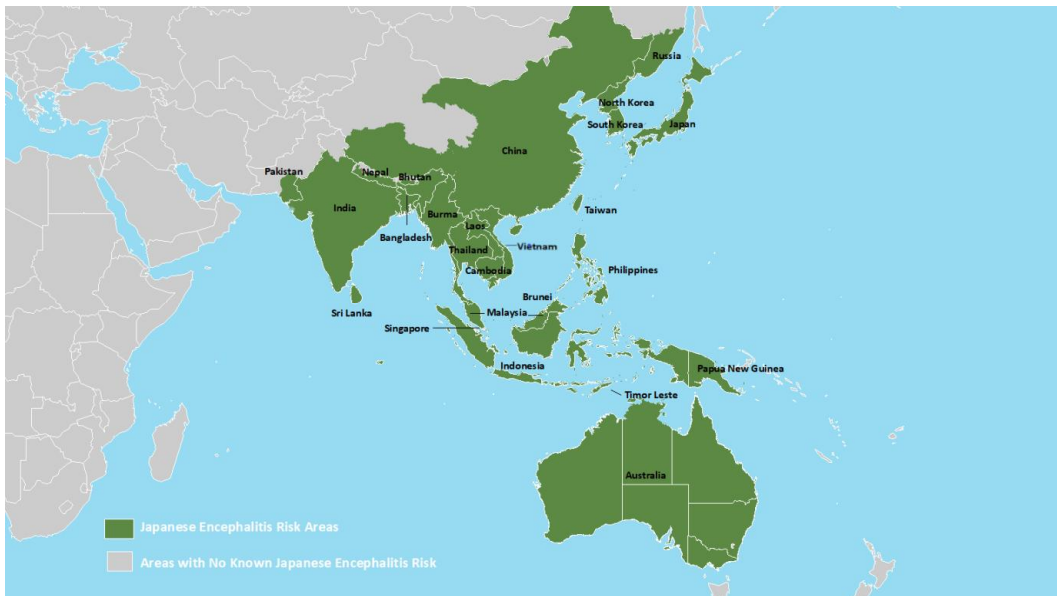 Russia
North Korea
South Korea
Japan
China
Pakistan
Nepal
Bhutan
India
Burma
Taiwan
Laos
Bangladesh
Vietnam
Thailand
Cambodia
Philippines
Brunei
Sri Lanka
Malaysia
Singapore
Indonesia
Papua New Guinea
Timor Leste
Australia
Japanese Encephalitis Risk Areas
Areas with No Known Japanese Encephalitis Risk